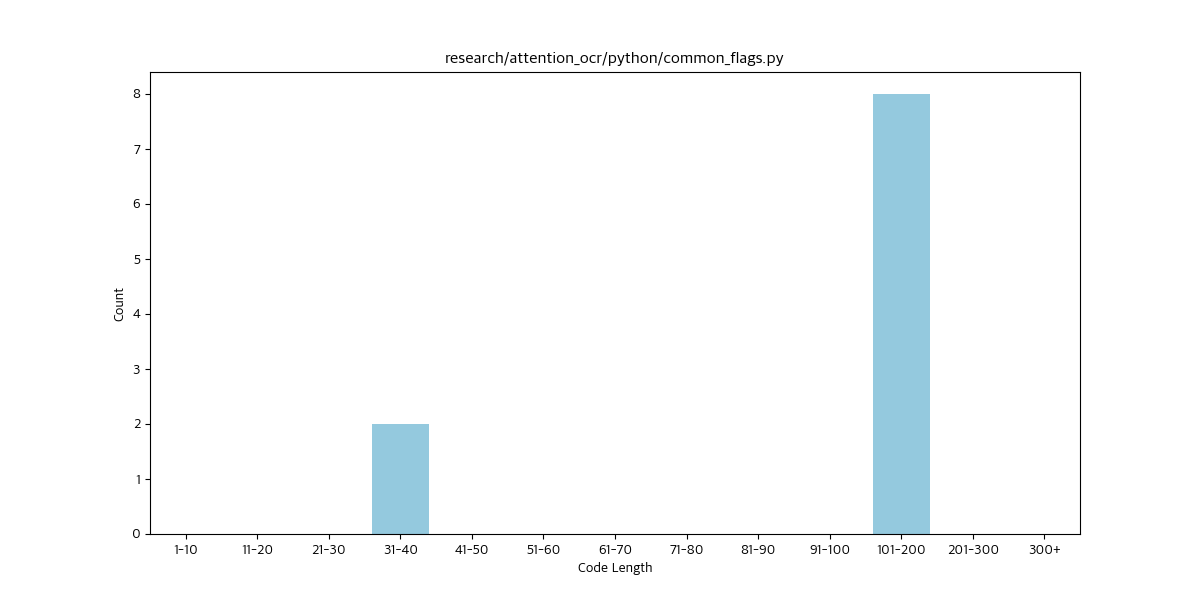 research/attention_ocr/python/common_flags.py
8
7
6
5
4
3
2
1
0
Count
1-10 11-20 21-30 31-40 41-50 51-60 61-70 71-80 81-90 91-100 101-200 201-300 300+
Code Length